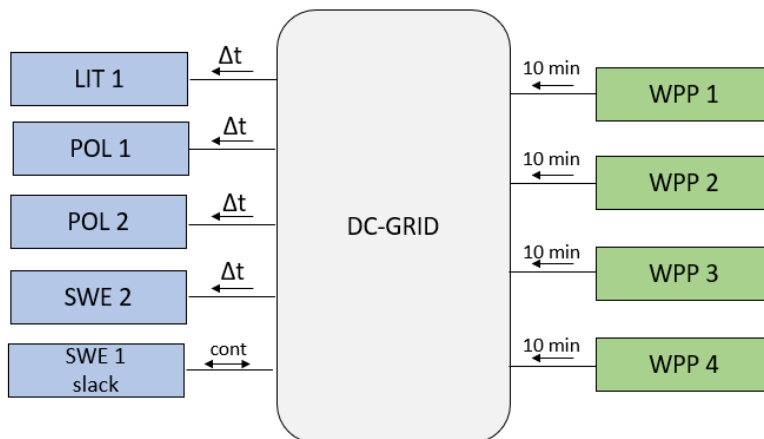 Δt
LIT 1
Δt
POL 1
Δt
POL 2
Δt
SWE 2
cont
SWE 1
slack
DC-GRID
10 min
WPP 1
10 min
WPP 2
10 min
WPP 3
10 min
WPP 4